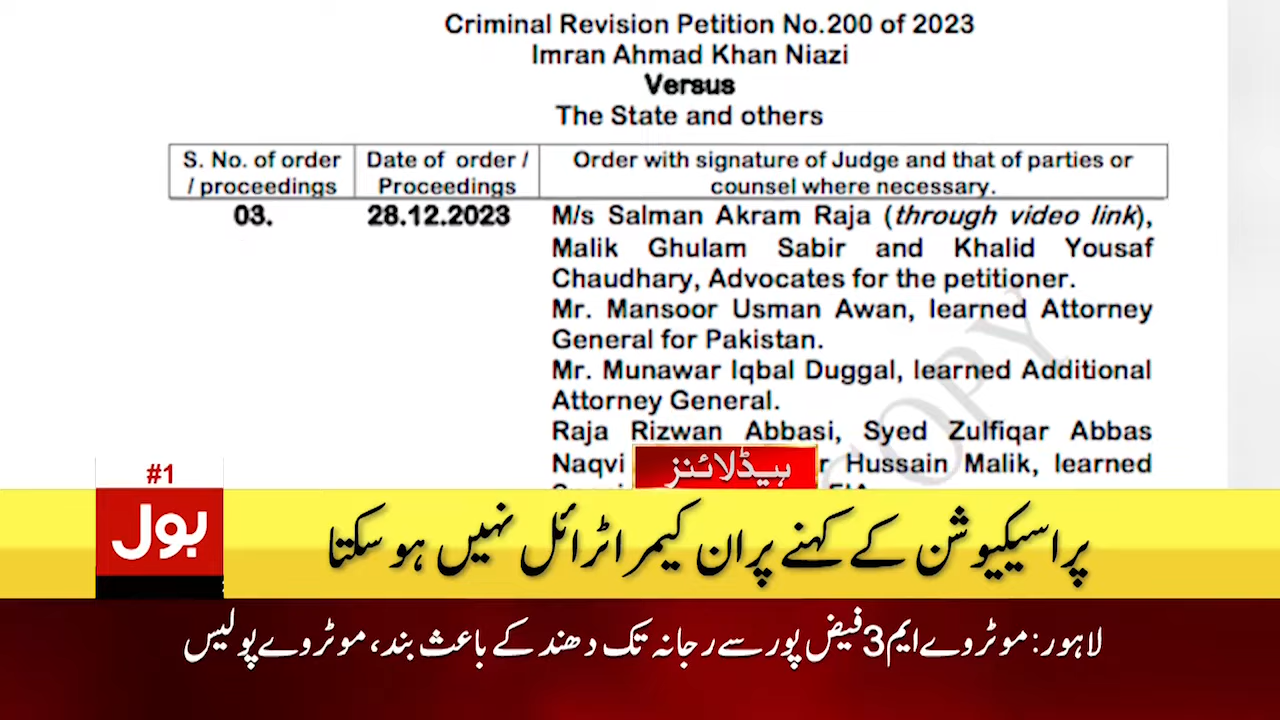 Criminal Revision Petition No.200 of 2023
Imran Ahmad Khan Niazi
Versus
The State and others
S. No. of order / proceedings
Date of order / Proceedings
Order with signature of Judge and that of parties or counsel where necessary.
03.
28.12.2023
M/s Salman Akram Raja (through video link),
Malik Ghulam Sabir and Khalid Yousaf
Chaudhary, Advocates for the petitioner.
Mr. Mansoor Usman Awan, learned Attorney
General for Pakistan.
Mr. Munawar Iqbal Duggal, learned Additional
Attorney General.
Raja Rizwan Abbasi, Syed Zulfiqar Abbas
Naqvi Hussain Malik, learned
COPY
ہیڈلائنز
#1
بول
پراسیکیوشن کے کہنے پر ان کیمرا ٹرائل نہیں ہو سکتا
لاہور: موٹروے ایم 3 فیض پور سے رجانہ تک دھند کے باعث بند، موٹروے پولیس